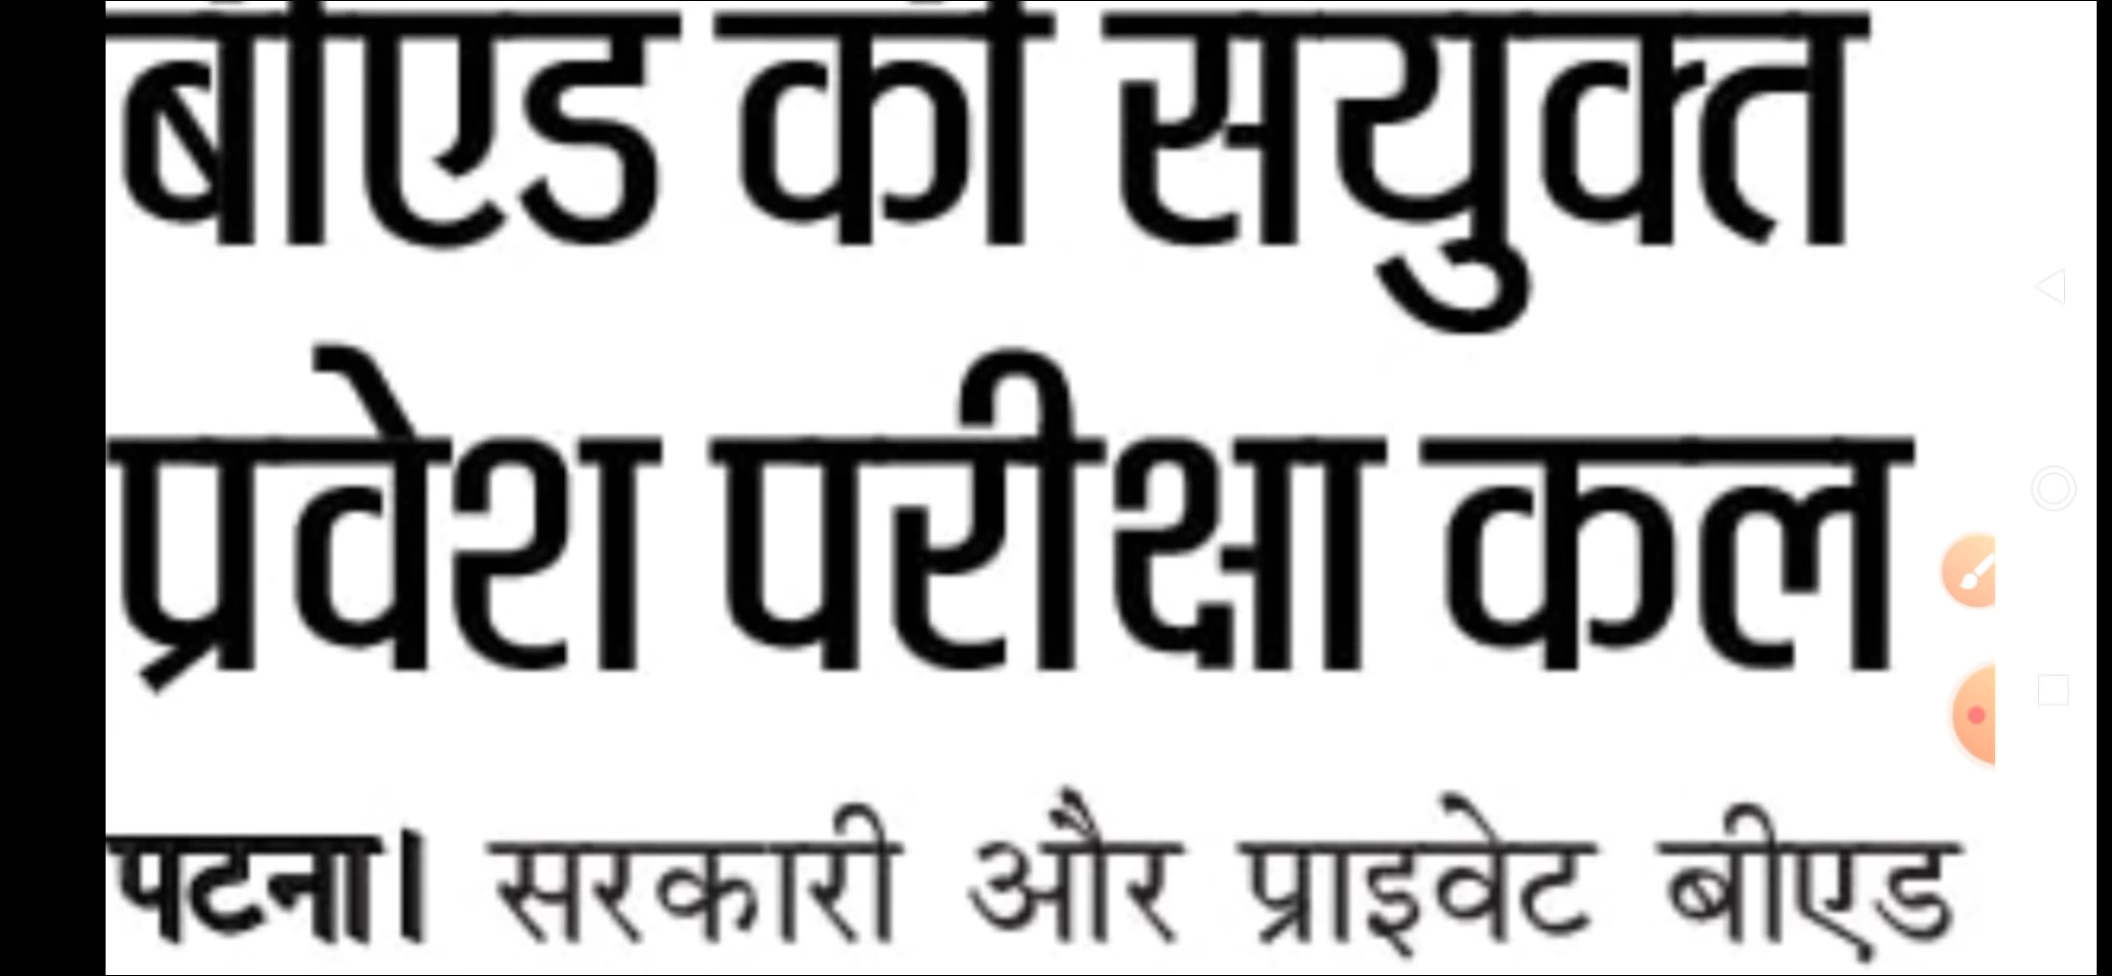 बीएड की संयुक्त
प्रवेश परीक्षा कल
पटना। सरकारी और प्राइवेट बीएड